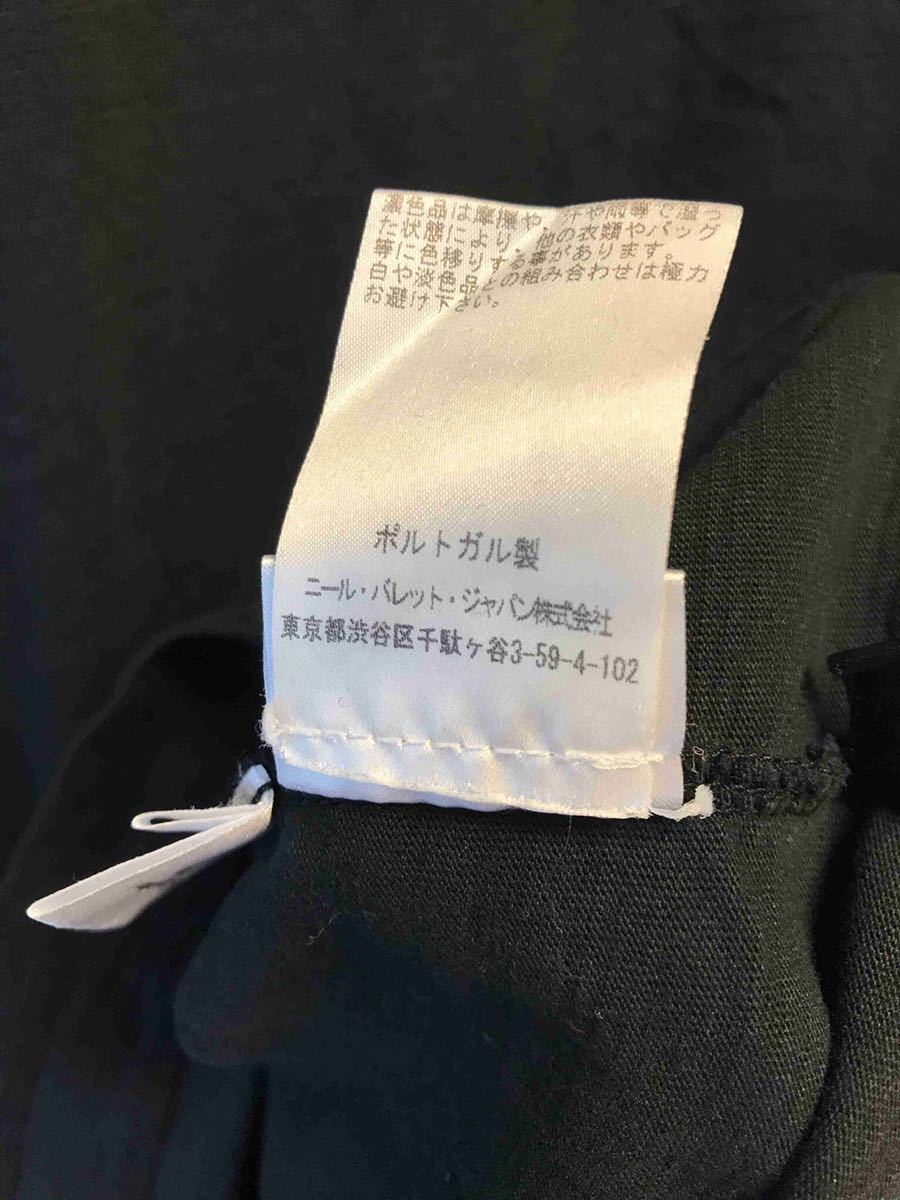 濃色品は摩擦や、汗や雨等で湿っ
た状態により、他の衣類やバッグ
等に色移りする事があります。
白や淡色品との組み合わせは極力
お避け下さい。
ポルトガル製
ニール・バレット・ジャパン株式会社
東京都渋谷区千駄ヶ谷3-59-4-102